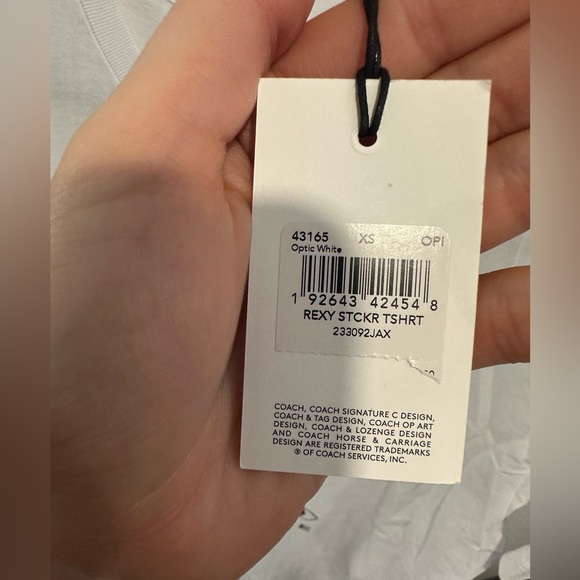 43165 XS OPI
Optic White
1 92643 42454 8
REXY STCKR TSHRT
233092JAX
COACH, COACH SIGNATURE C DESIGN,
COACH & TAG DESIGN, COACH OP ART
DESIGN, COACH & LOZENGE DESIGN
AND COACH HORSE & CARRIAGE
DESIGN ARE REGISTERED TRADEMARKS
® OF COACH SERVICES, INC.